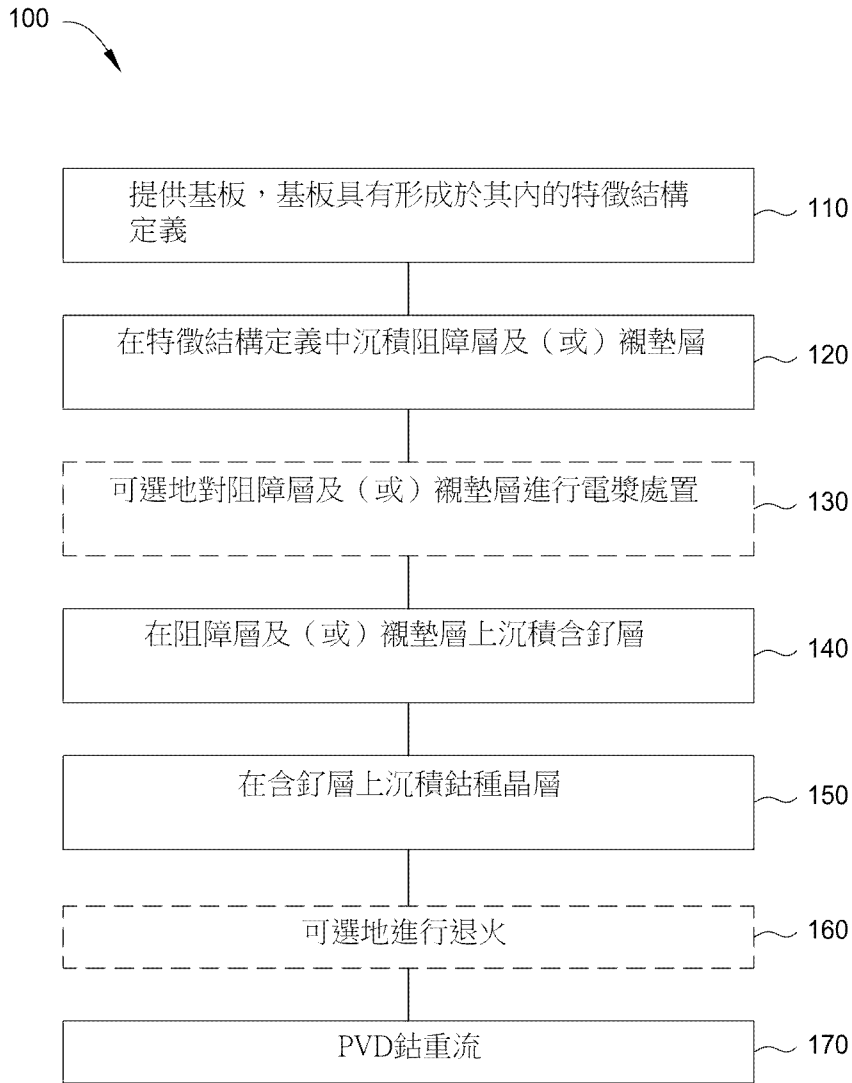 100
提供基板，基板具有形成於其內的特徵結構
定義
110
在特徵結構定義中沉積阻障層及（或）襯墊層
120
可選地對阻障層及（或）襯墊層進行電漿處置
130
在阻障層及（或）襯墊層上沉積含釕層
140
在含釕層上沉積鈷種晶層
150
可選地進行退火
160
PVD鈷重流
170